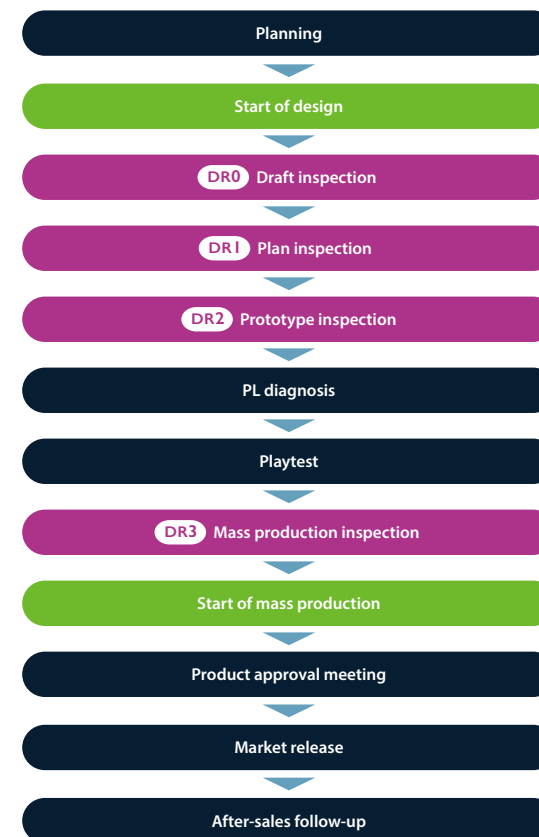 Planning
Start of design
DR0 Draft inspection
DR1 Plan inspection
DR2 Prototype inspection
PL diagnosis
Playtest
DR3 Mass production inspection
Start of mass production
Product approval meeting
Market release
After-sales follow-up